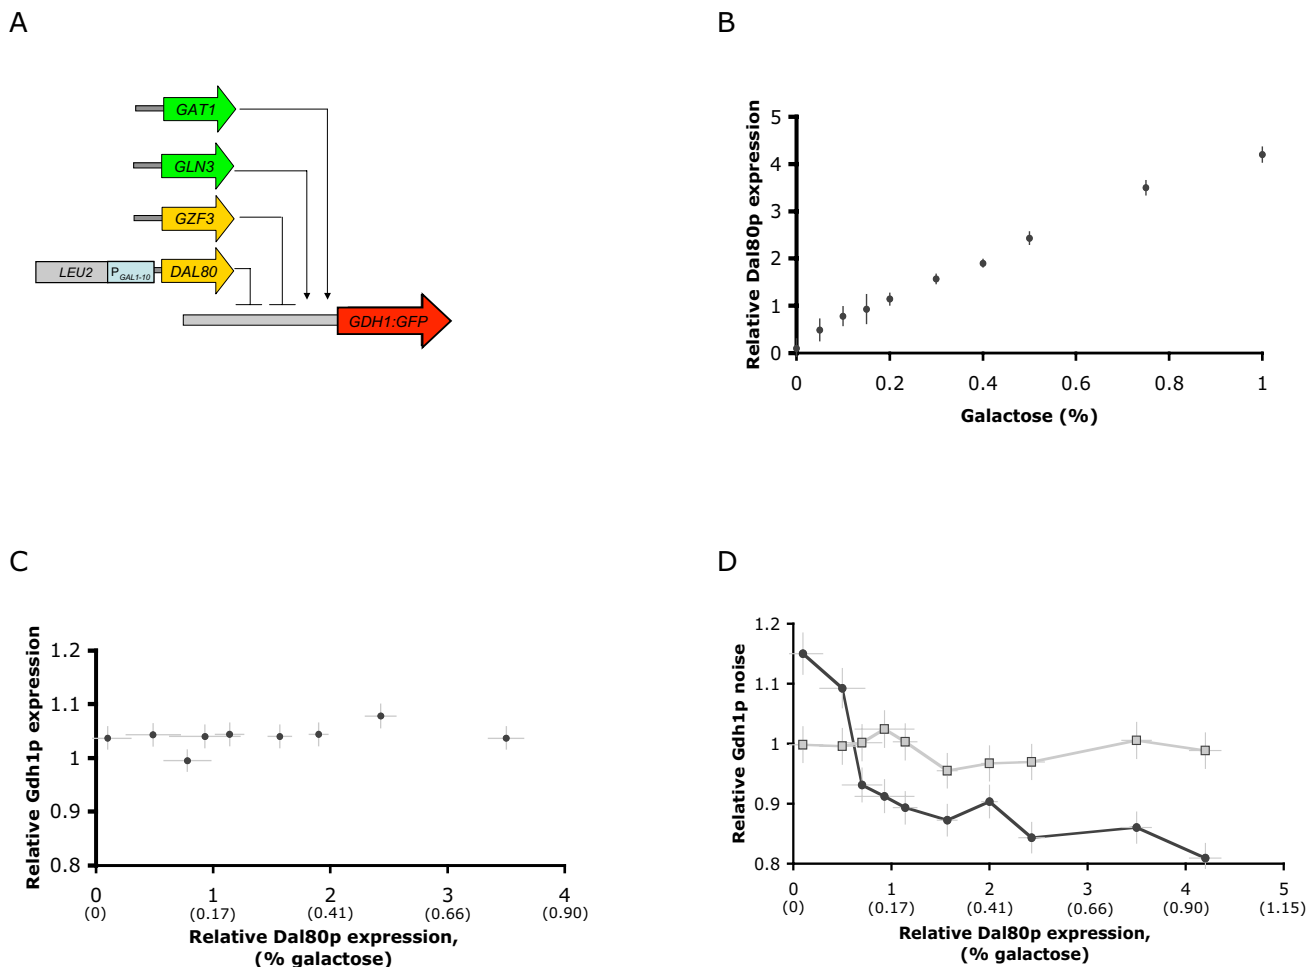 A
GAT1
GLN3
GZF3
LEU2
PGAL1-10
DAL80
GDH1:GFP
B
Relative Dal80p expression
5
4
3
2
1
0
0 0.2 0.4 0.6 0.8 1
Galactose (%)
C
Relative Gdh1p expression
1.2
1.1
1
0.9
0.8
0 1 2 3 4
(0) (0.17) (0.41) (0.66) (0.90)
Relative Dal80p expression,
(% galactose)
D
Relative Gdh1p noise
1.2
1.1
1
0.9
0.8
0 1 2 3 4 5
(0) (0.17) (0.41) (0.66) (0.90) (1.15)
Relative Dal80p expression,
(% galactose)